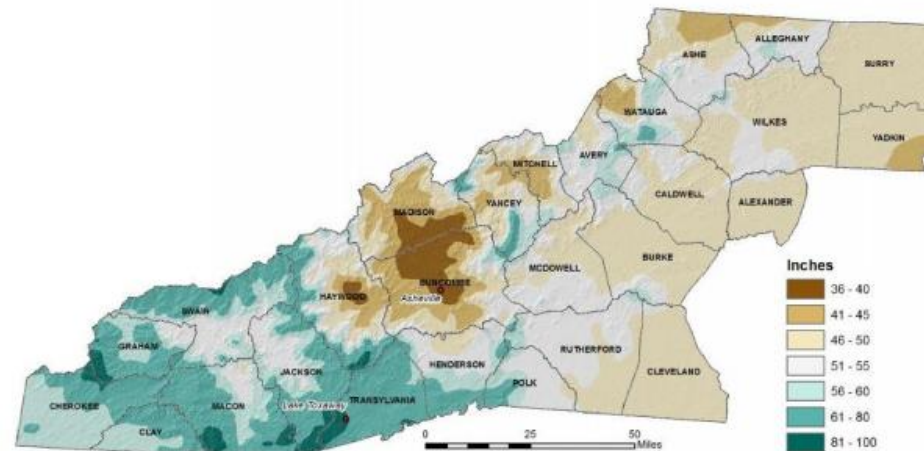 ALLEGHANY
ASHE
SURRY
WATAUGA
WILKES
YADKIN
AVERY
MITCHELL
CALDWELL
YANCEY
ALEXANDER
MADISON
BURKE
MCDOWELL
BUNCOMBE
Asheville
HAYWOOD
SWAIN
GRAHAM
HENDERSON
RUTHERFORD
CLEVELAND
JACKSON
POLK
CHEROKEE
MACON
Lake Toxaway
TRANSYLVANIA
CLAY
Inches
36 - 40
41 - 45
46 - 50
51 - 55
56 - 60
61 - 80
81 - 100
0 25 50
Miles